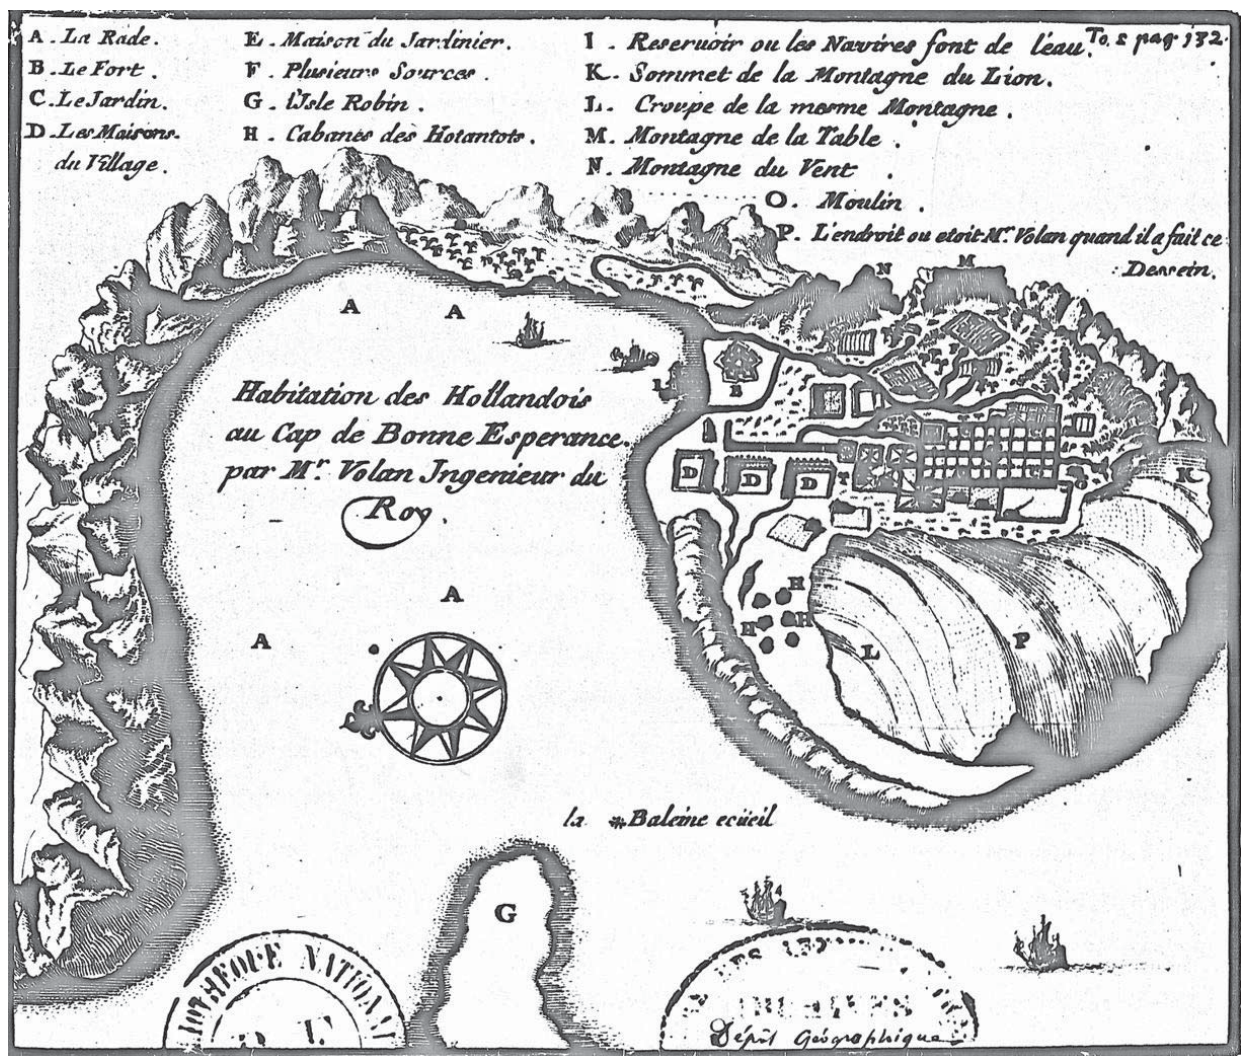 A. La Rade.
B. Le Fort.
C. Le Jardin.
D. Les Maisons.
du Village.
E. Maison du Jardinier.
F. Plusieurs Sources.
G. L'Isle Robin.
H. Cabanes des Hotantots.
I. Reservoir ou les Navires font de l'eau.
K. Sommet de la Montagne du Lion.
L. Croupe de la mesme Montagne.
M. Montagne de la Table.
N. Montagne du Vent.
O. Moulin.
P. L'endroit ou etoit Mr. Volan quand il a fait ce
Dessein.
To. 2 pag 132.
N M
A A
I
B
Habitation des Hollandois
au Cap de Bonne Esperance.
par Mr. Volan Ingenieur du
Roy.
D D D
K
H
H H
A
A
L P
la Baleine ecueil
G
NATIONAL
Dépôt Géographique